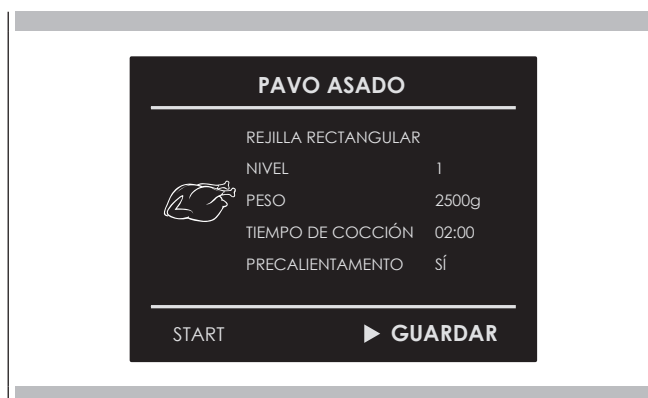 PAVO ASADO
REJILLA RECTANGULAR
NIVEL 1
PESO 2500g
TIEMPO DE COCCIÓN 02:00
PRECALIENTAMENTO SÍ
START ▶ GUARDAR